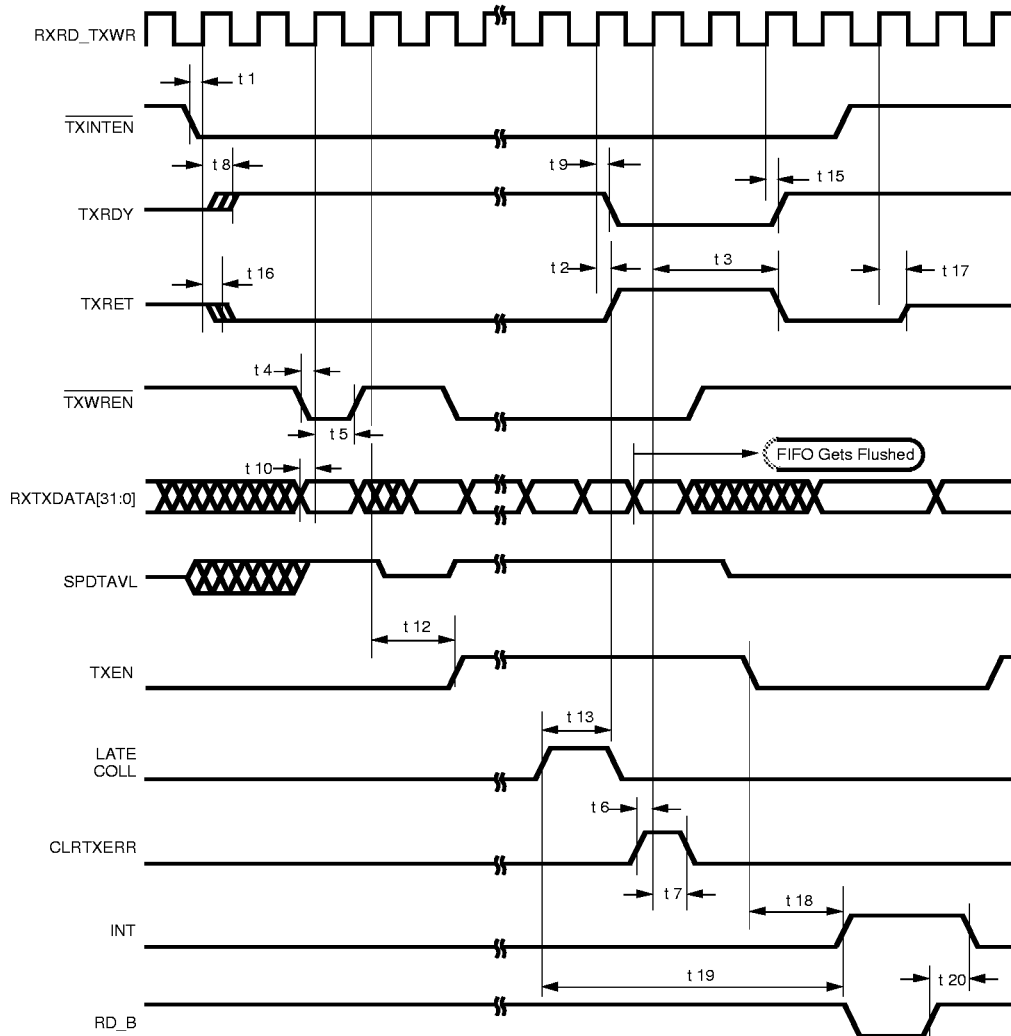 RXRD_TXWR
t 1
TXINTEN
t 8
t 9
t 15
TXRDY
t 16
t 2
t 3
t 17
TXRET
t 4
TXWREN
t 5
FIFO Gets Flushed
t 10
RXTXDATA[31:0]
SPDTAVL
t 12
TXEN
t 13
LATE
COLL
t 6
CLRTXERR
t 7
t 18
INT
t 19
t 20
RD_B